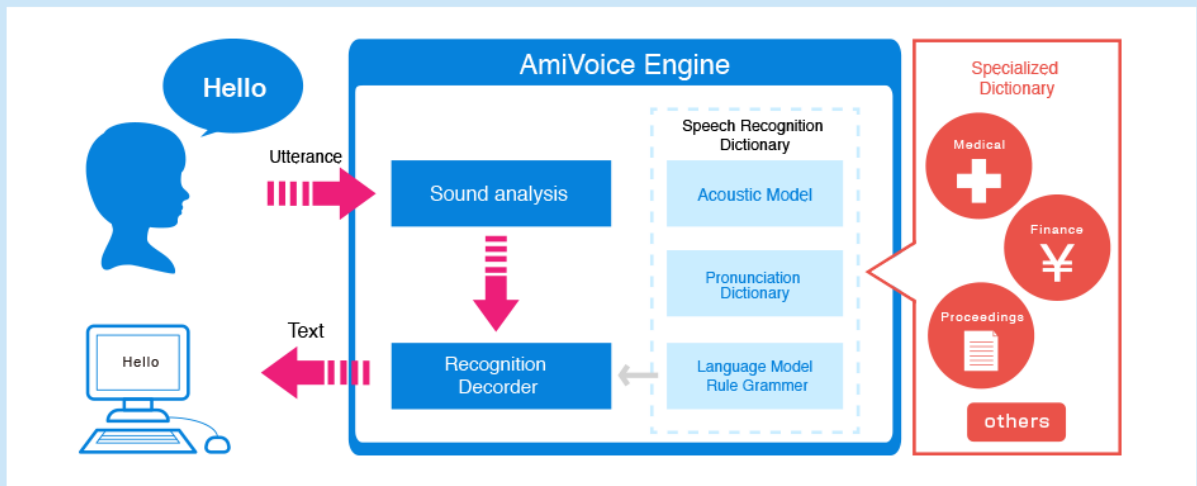 AmiVoice Engine
Hello
Utterance
Sound analysis
Speech Recognition
Dictionary
Acoustic Model
Pronunciation
Dictionary
Language Model
Rule Grammer
Recognition
Decorder
Text
Hello
Specialized
Dictionary
Medical
Finance
¥
Proceedings
others